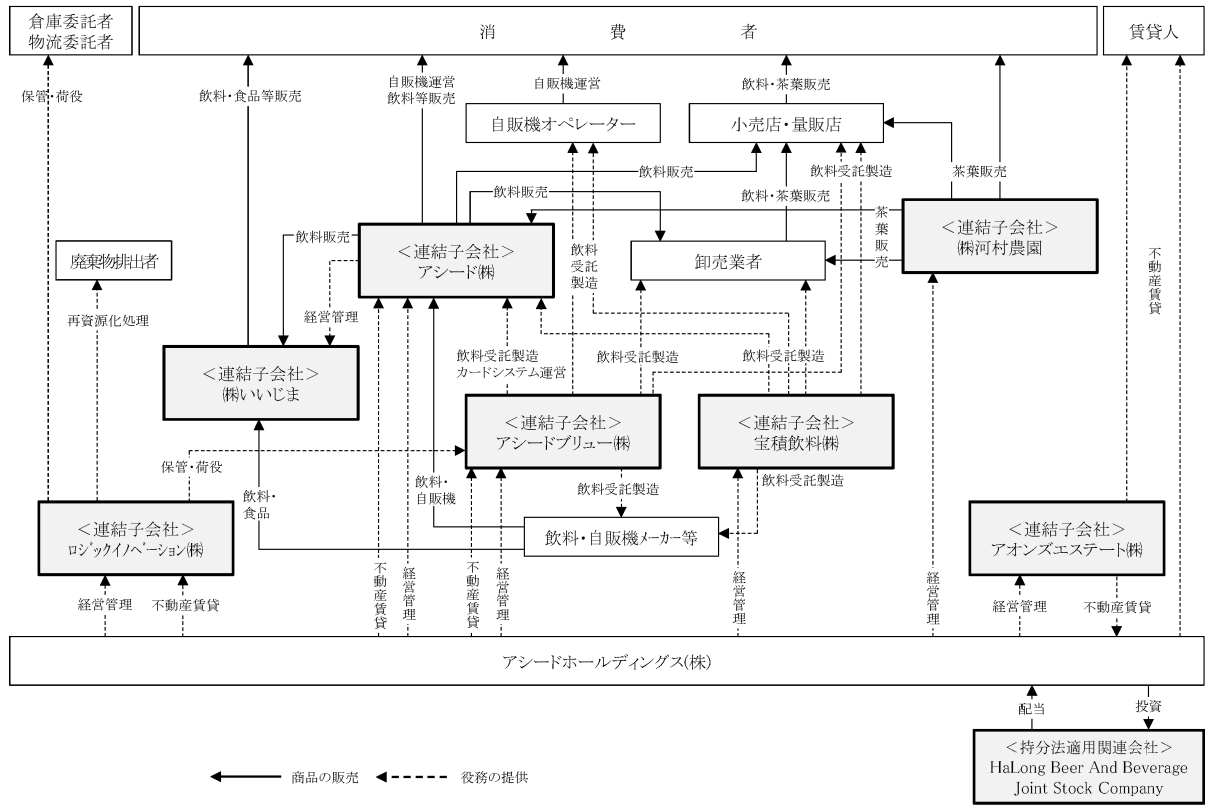 倉庫委託者
物流委託者
消費者
賃貸人
保管・荷役
飲料・食品等販売
自販機運営
飲料等販売
自販機運営
飲料・茶葉販売
自販機オペレーター
小売店・量販店
飲料販売
飲料受託製造
茶葉販売
飲料販売
飲料・茶葉販売
＜連結子会社＞
㈱河村農園
茶葉販売
飲料販売
＜連結子会社＞
アシード㈱
飲料
受託
製造
卸売業者
廃棄物排出者
不動産賃貸
再資源化処理
経営管理
＜連結子会社＞
㈱いいじま
飲料受託製造
カードシステム運営
飲料受託製造
飲料受託製造
＜連結子会社＞
アシードブリュー㈱
＜連結子会社＞
宝積飲料㈱
保管・荷役
飲料・
食品
飲料・
自販機
飲料受託製造
飲料受託製造
＜連結子会社＞
ロジックイノベーション㈱
飲料・自販機メーカー等
＜連結子会社＞
アオンズエステート㈱
経営管理
不動産賃貸
不動産賃貸
経営管理
不動産賃貸
経営管理
経営管理
経営管理
経営管理
不動産賃貸
アシードホールディングス(株)
配当
投資
＜持分法適用関連会社＞
HaLong Beer And Beverage
Joint Stock Company
商品の販売
役務の提供